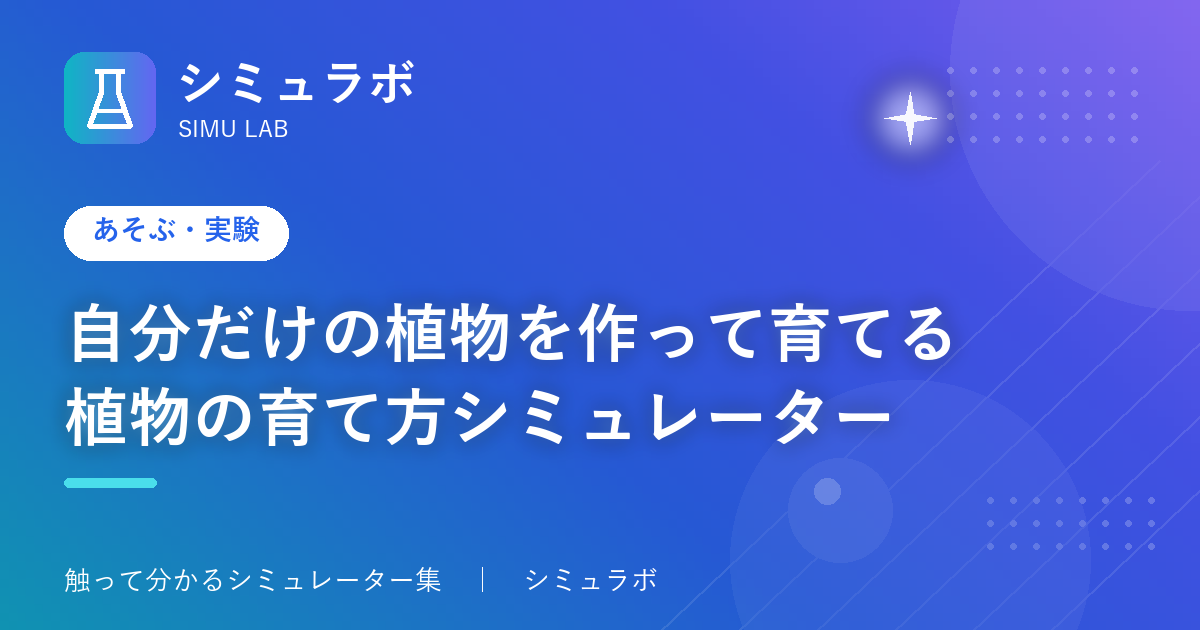 シミュラボ
SIMU LAB
あそぶ・実験
自分だけの植物を作って育てる
植物の育て方シミュレーター
触って分かるシミュレーター集 | シミュラボ